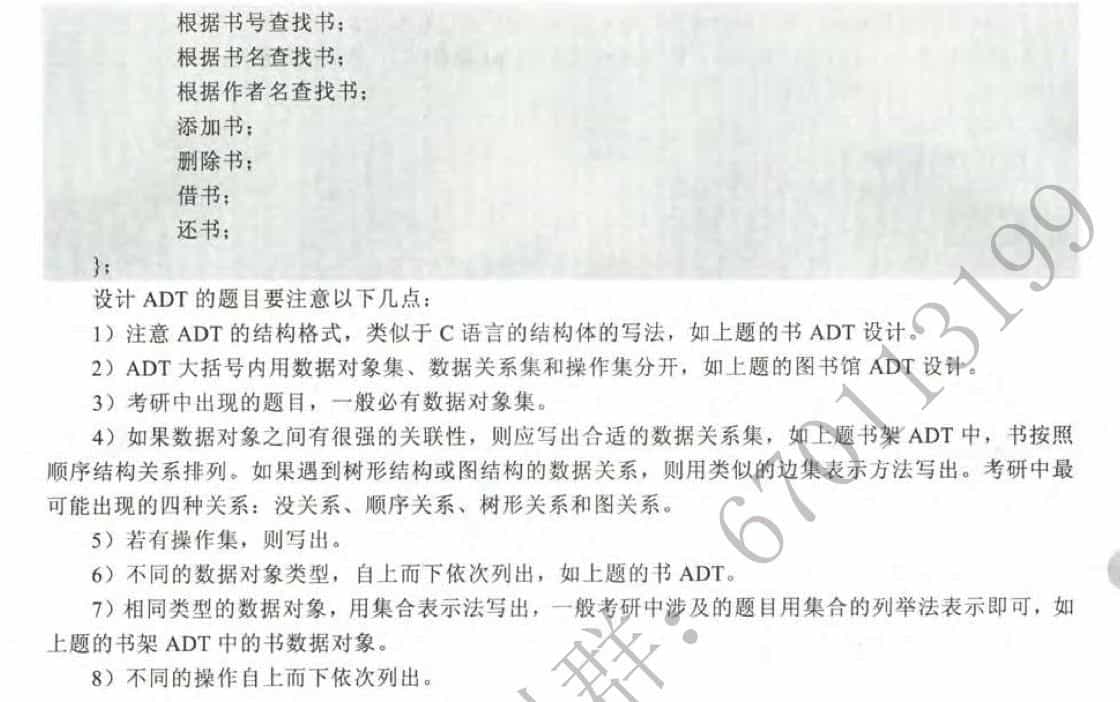 根据书号查找书;
根据书名查找书;
根据作者名查找书;
添加书;
删除书;
借书;
还书;
};
设计 ADT 的题目要注意以下几点:
1）注意 ADT 的结构格式，类似于 C 语言的结构体的写法，如上题的书 ADT 设计。
2）ADT 大括号内用数据对象集、数据关系集和操作集分开，如上题的图书馆 ADT 设计。
3）考研中出现的题目，一般必有数据对象集。
4）如果数据对象之间有很强的关联性，则应写出合适的数据关系集，如上题书架 ADT 中，书按照
顺序结构关系排列。如果遇到树形结构或图结构的数据关系，则用类似的边集表示方法写出。考研中最
可能出现的四种关系：没关系、顺序关系、树形关系和图关系。
5）若有操作集，则写出。
6）不同的数据对象类型，自上而下依次列出，如上题的书 ADT。
7）相同类型的数据对象，用集合表示法写出，一般考研中涉及的题目用集合的列举法表示即可，如
上题的书架 ADT 中的书数据对象。
8）不同的操作自上而下依次列出。
群：670113199